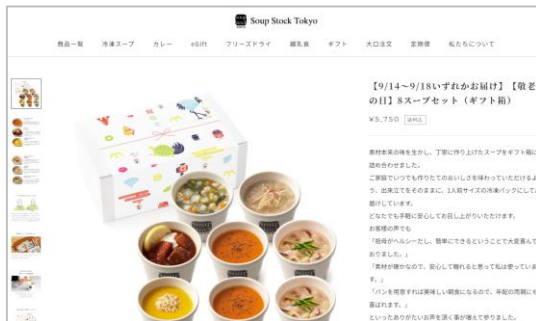 Soup Stock Tokyo
商品一覧 冷凍スープ カレー eGift フリーズドライ 離乳食 ギフト 大口注文 定期便 私たちについて
【9/14〜9/18いずれかお届け】【敬老
の日】8スープセット（ギフト箱）
¥5,750 送料込
素材本来の味を生かし、丁寧に作り上げたスープをギフト箱に
詰め合わせました。
ご家庭でいつでも作りたてのおいしさを味わっていただけるよ
う、出来立てをそのままに、1人前サイズの冷凍パックにしてお
届けしています。
どなたでも手軽に安心してお召し上がりいただけます。
お客様の声でも
「祖母がヘルシーだし、簡単にできるということで大変喜んで
おりました。」
「素材が確かなので、安心して贈れると思って私は使っていま
す。」
「パンを用意すれば美味しい朝食になるので、年配の両親にも
喜ばれます。」
といったありがたいお声を頂く事が増えて参りました。